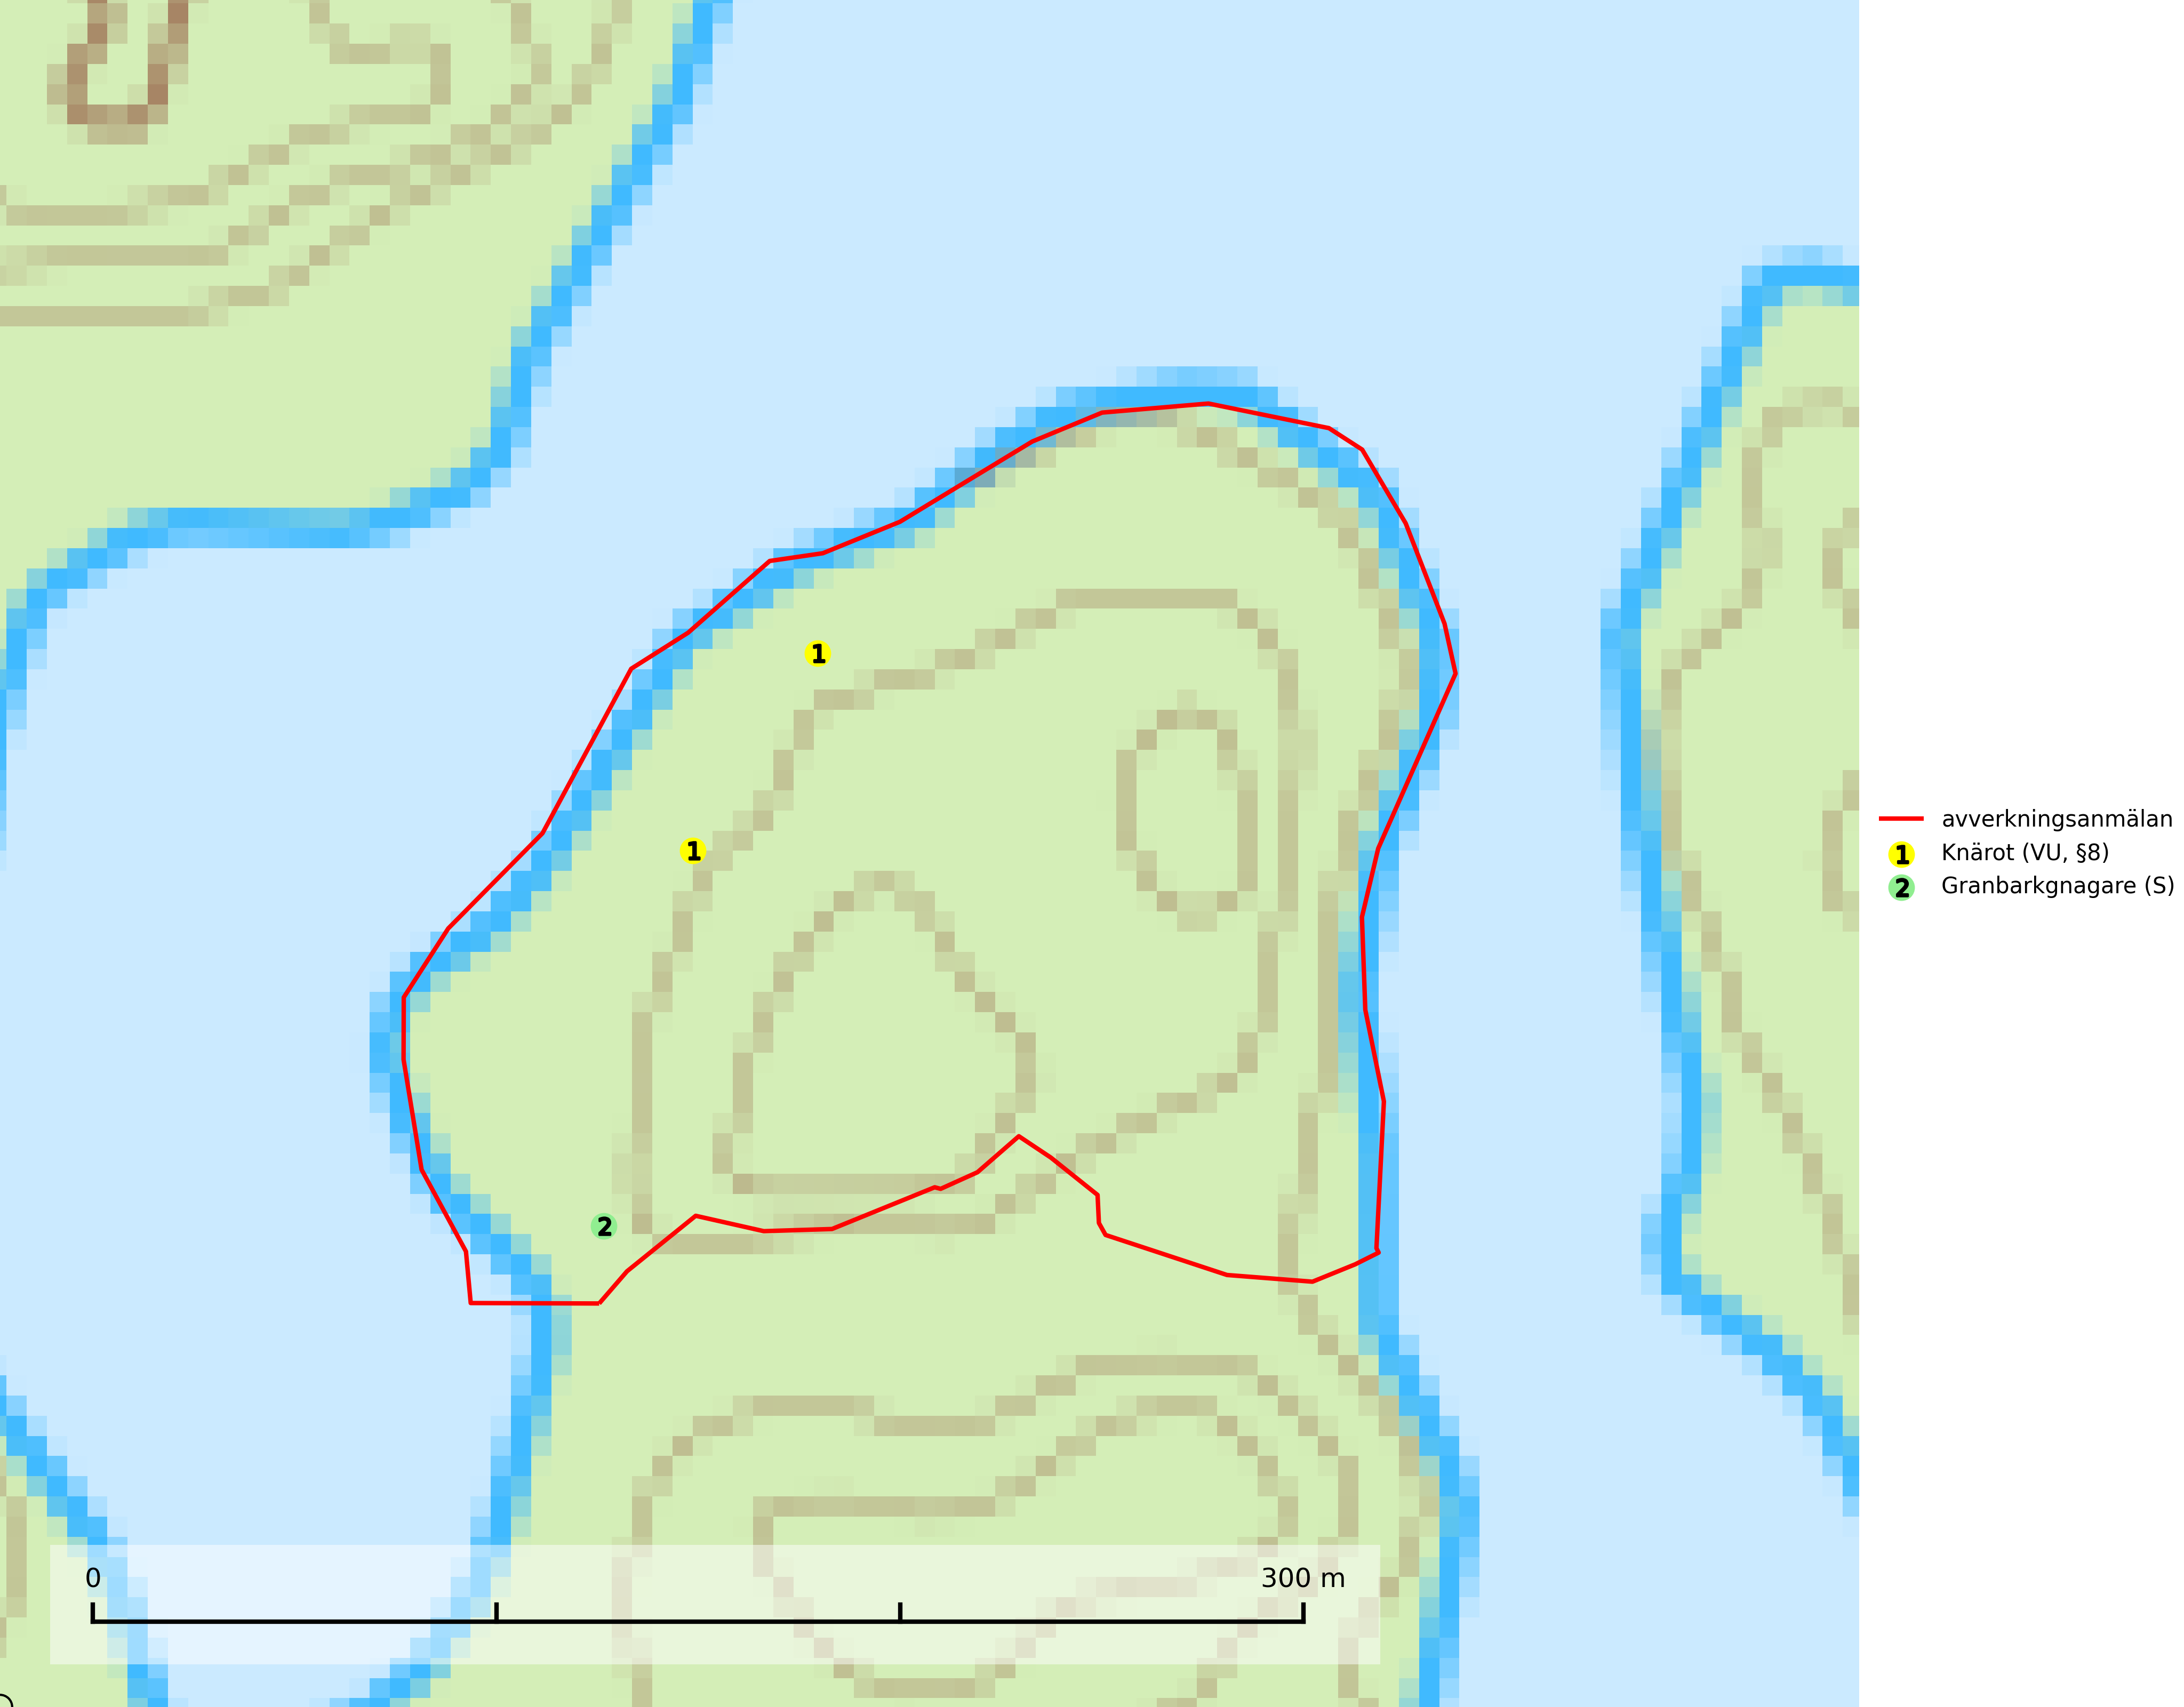 1
1
2
0 300 m
avverkningsanmälan
1 Knärot (VU, §8)
2 Granbarkgnagare (S)